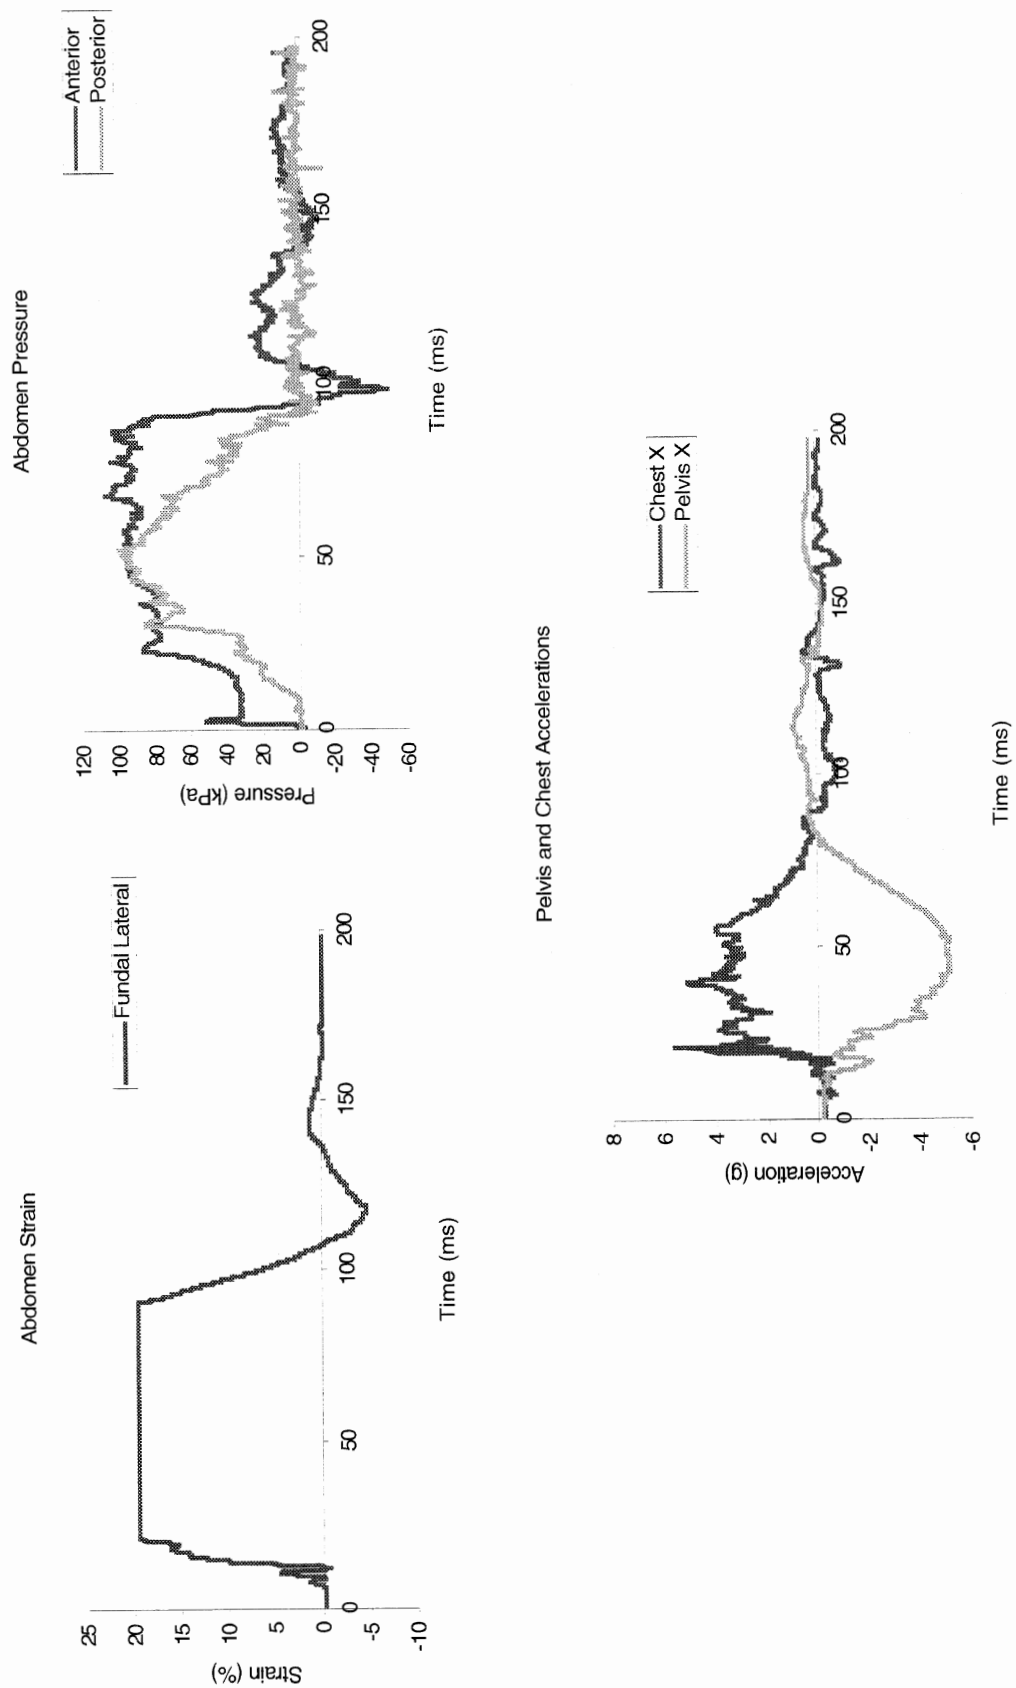 Abdomen Strain
Fundal Lateral
25
20
15
10
5
0
-5
-10
Strain (%)
0
50
100
150
200
Time (ms)
Abdomen Pressure
Anterior
Posterior
120
100
80
60
40
20
0
-20
-40
-60
Pressure (kPa)
0
50
100
150
200
Time (ms)
Pelvis and Chest Accelerations
Chest X
Pelvis X
8
6
4
2
0
-2
-4
-6
Acceleration (g)
0
50
100
150
200
Time (ms)